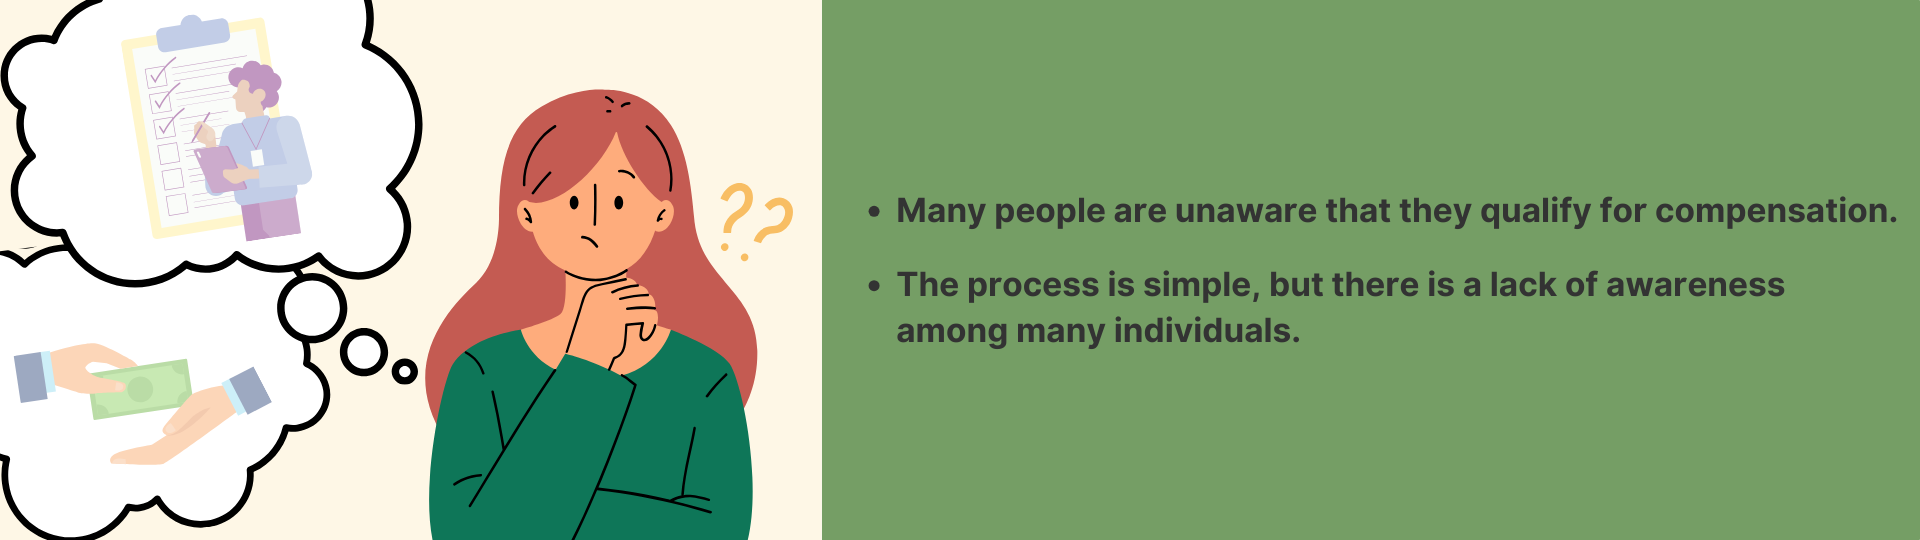 • Many people are unaware that they qualify for compensation.
• The process is simple, but there is a lack of awareness
among many individuals.